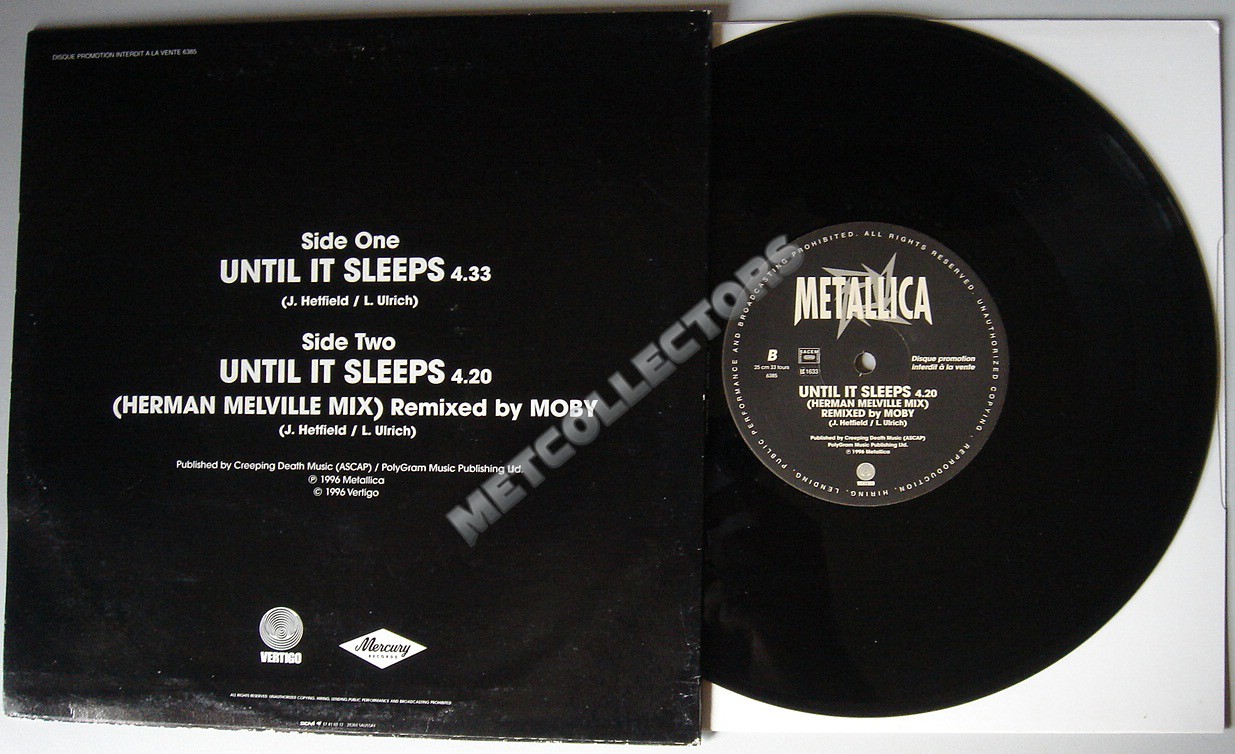 DISQUE PROMOTION INTERDIT A LA VENTE 6385
Side One
UNTIL IT SLEEPS 4.33
(J. Hetfield / L. Ulrich)
Side Two
UNTIL IT SLEEPS 4.20
(HERMAN MELVILLE MIX) Remixed by MOBY
(J. Hetfield / L. Ulrich)
Published by Creeping Death Music (ASCAP) / PolyGram Music Publishing Ltd.
℗ 1996 Metallica
© 1996 Vertigo
VERTIGO
Mercury
RECORDS
ALL RIGHTS RESERVED. UNAUTHORIZED COPYING, HIRING, LENDING, PUBLIC PERFORMANCE AND BROADCASTING PROHIBITED
METCOLLECTORS
REPRODUCTION, HIRING, LENDING, PUBLIC PERFORMANCE AND BROADCASTING PROHIBITED. ALL RIGHTS RESERVED. UNAUTHORIZED COPYING.
METALLICA
B
25 cm 33 tours
6385
SACEM
1633
Disque promotion
interdit à la vente
UNTIL IT SLEEPS 4.20
(HERMAN MELVILLE MIX)
REMIXED by MOBY
(J. Hetfield / L. Ulrich)
Published by Creeping Death Music (ASCAP)
PolyGram Music Publishing Ltd.
℗ 1996 Metallica
VERTIGO